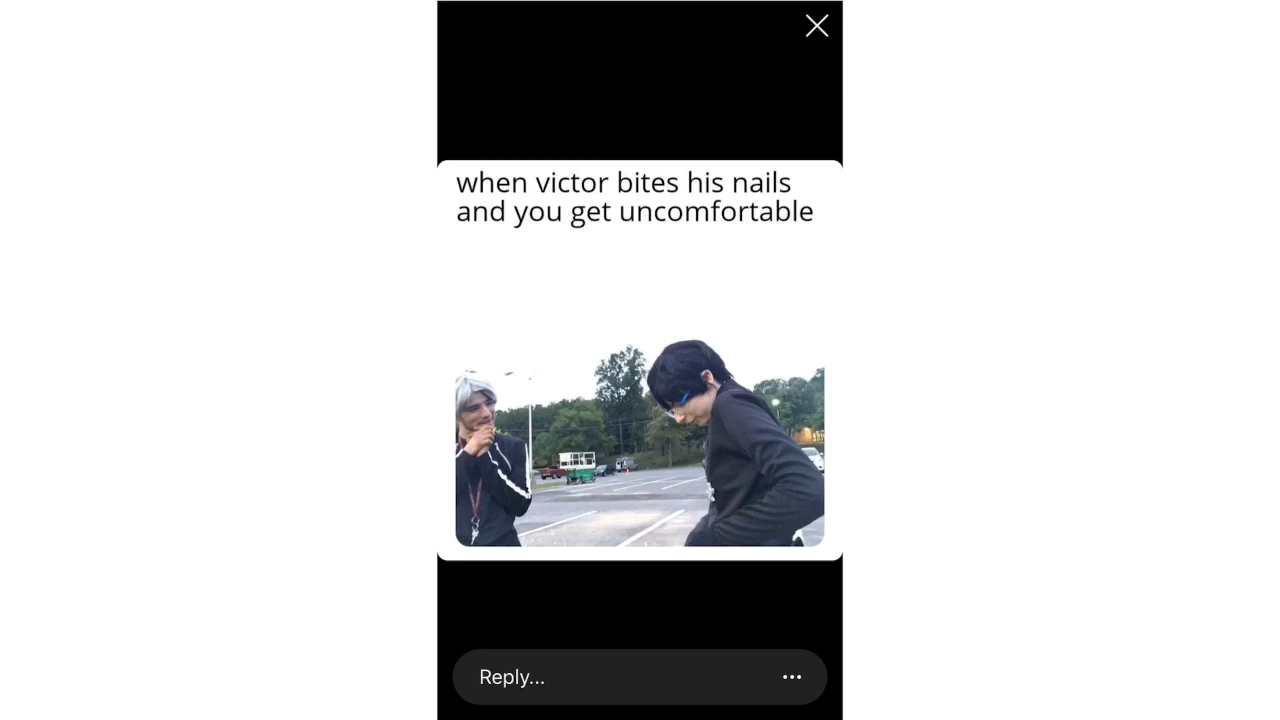 when victor bites his nails
and you get uncomfortable
Reply...